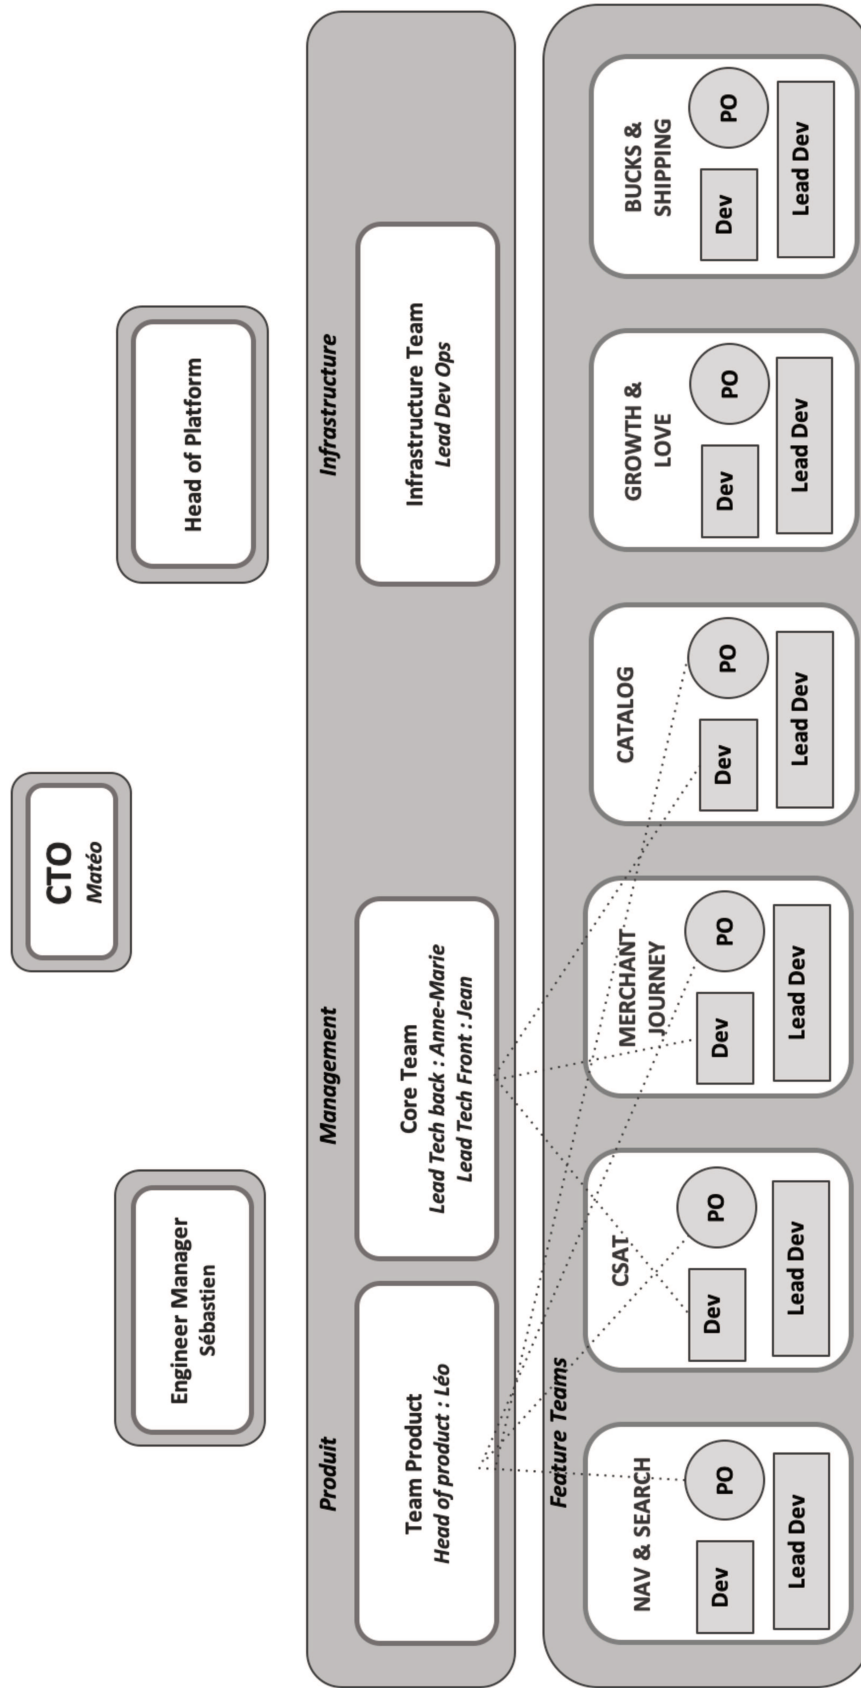 CTO
Matéo
Engineer Manager
Sébastien
Head of Platform
Produit
Management
Infrastructure
Team Product
Head of product : Léo
Core Team
Lead Tech back : Anne-Marie
Lead Tech Front : Jean
Infrastructure Team
Lead Dev Ops
Feature Teams
NAV & SEARCH
Dev
PO
Lead Dev
CSAT
Dev
PO
Lead Dev
MERCHANT
JOURNEY
Dev
PO
Lead Dev
CATALOG
Dev
PO
Lead Dev
GROWTH &
LOVE
Dev
PO
Lead Dev
BUCKS &
SHIPPING
Dev
PO
Lead Dev